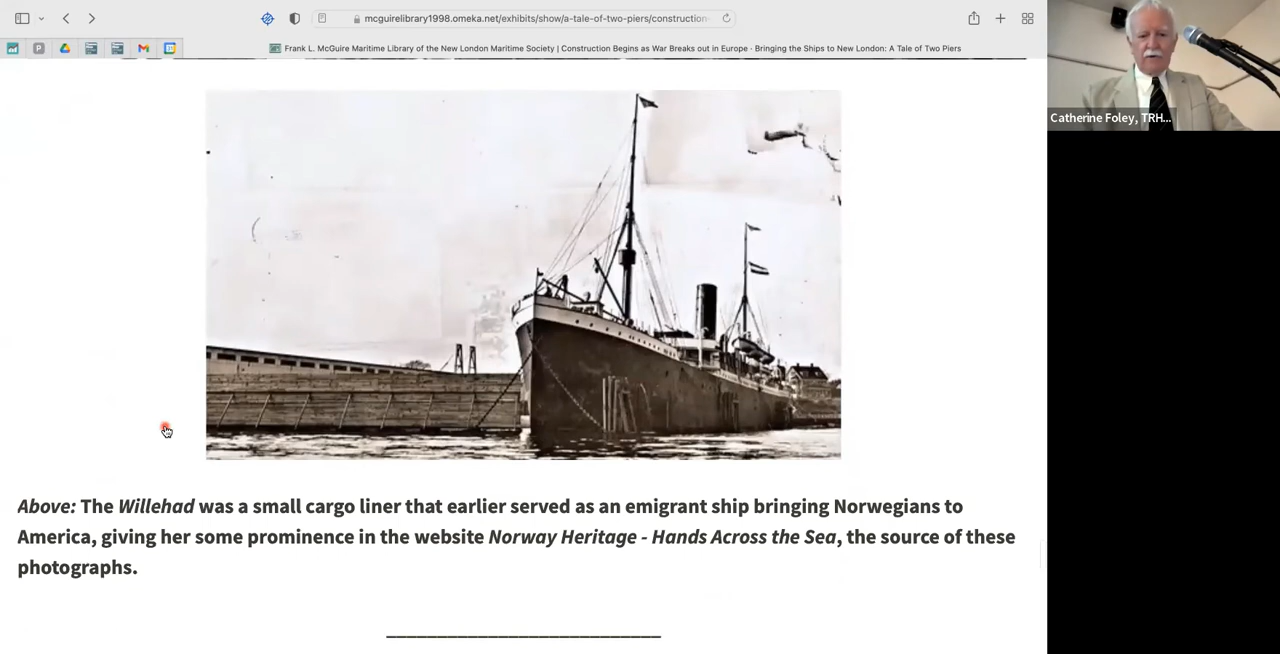 mcguirelibrary1998.omeka.net/exhibits/show/a-tale-of-two-piers/construction-
P
Frank L. McGuire Maritime Library of the New London Maritime Society | Construction Begins as War Breaks out in Europe · Bringing the Ships to New London: A Tale of Two Piers
Catherine Foley, TRH...
Above: The Willehad was a small cargo liner that earlier served as an emigrant ship bringing Norwegians to
America, giving her some prominence in the website Norway Heritage - Hands Across the Sea, the source of these
photographs.